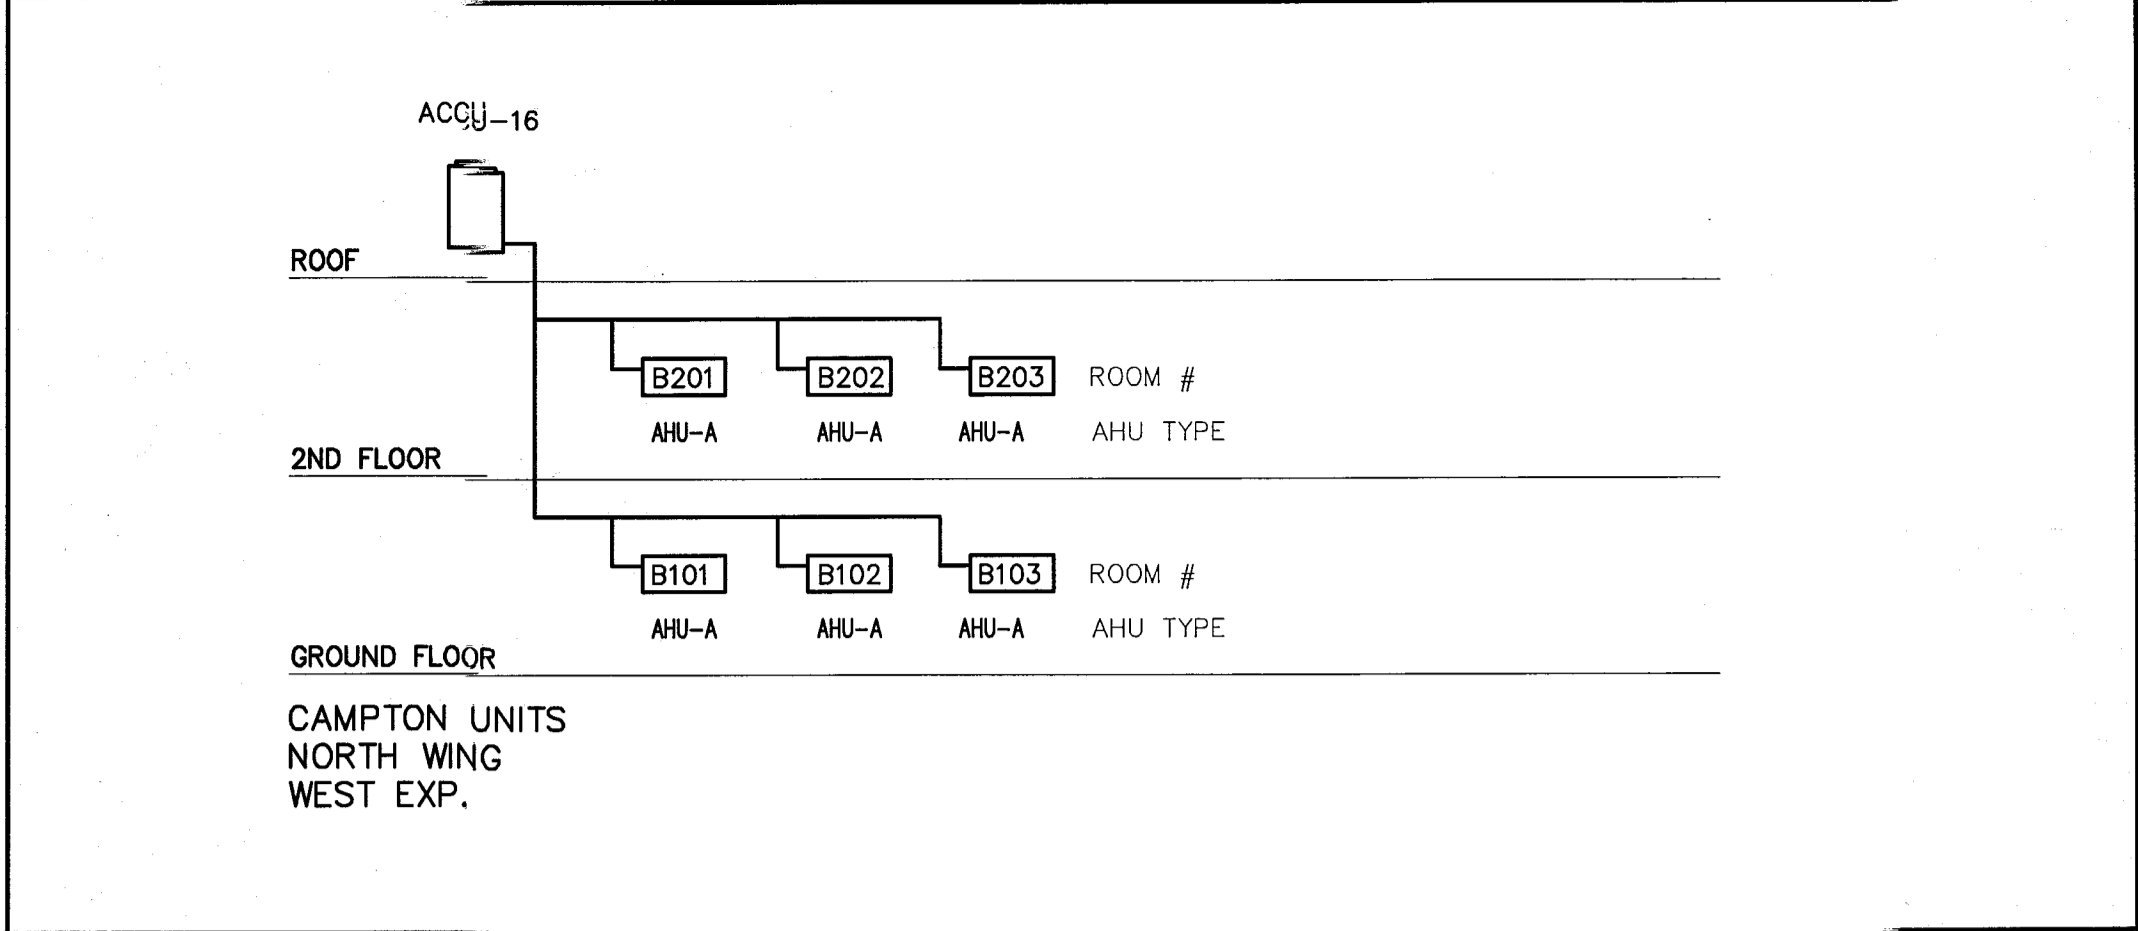 ACCU-16
ROOF
B201 B202 B203 ROOM #
AHU-A AHU-A AHU-A AHU TYPE
2ND FLOOR
B101 B102 B103 ROOM #
AHU-A AHU-A AHU-A AHU TYPE
GROUND FLOOR
CAMPTON UNITS
NORTH WING
WEST EXP.